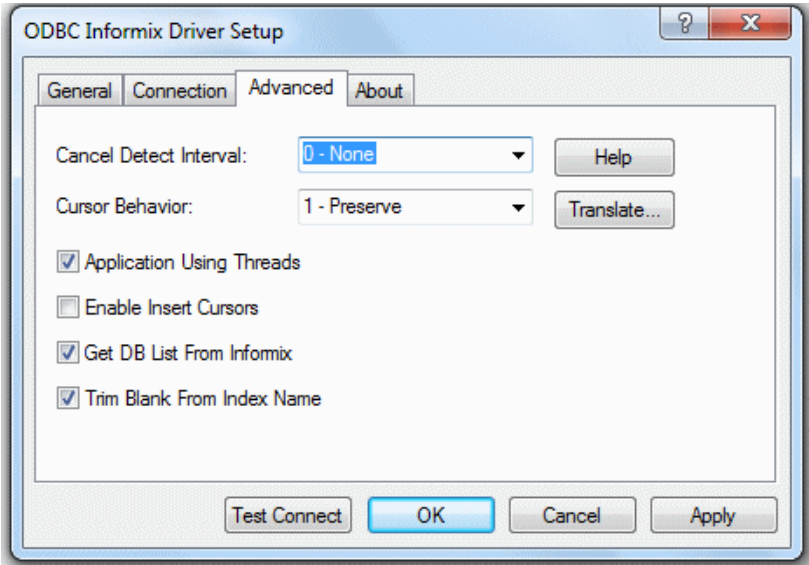 ODBC Informix Driver Setup
?
X
General Connection Advanced About
Cancel Detect Interval: 0 - None Help
Cursor Behavior: 1 - Preserve Translate...
Application Using Threads
Enable Insert Cursors
Get DB List From Informix
Trim Blank From Index Name
Test Connect OK Cancel Apply